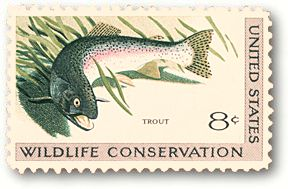 TROUT
8¢
UNITED STATES
WILDLIFE CONSERVATION